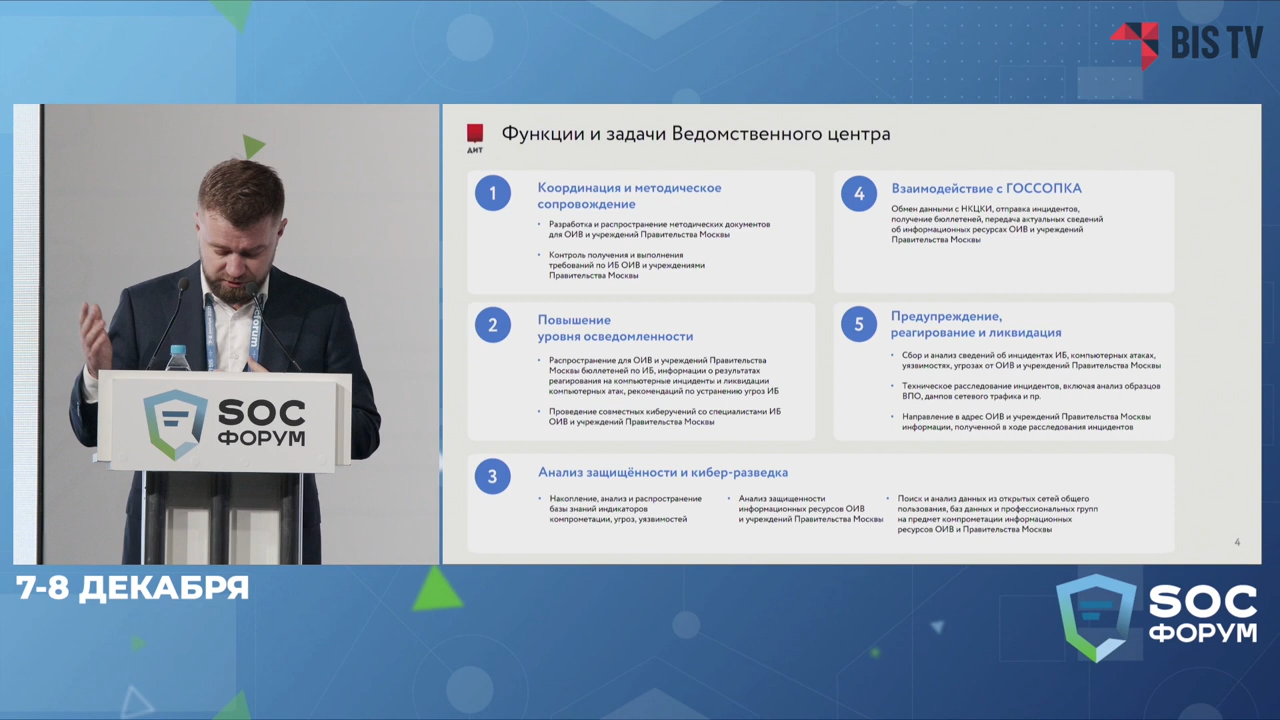 BIS TV
ДИТ
Функции и задачи Ведомственного центра
1
Координация и методическое
сопровождение
• Разработка и распространение методических документов
для ОИВ и учреждений Правительства Москвы
• Контроль получения и выполнения
требований по ИБ ОИВ и учреждениями
Правительства Москвы
2
Повышение
уровня осведомленности
• Распространение для ОИВ и учреждений Правительства
Москвы бюллетеней по ИБ, информации о результатах
реагирования на компьютерные инциденты и ликвидации
компьютерных атак, рекомендаций по устранению угроз ИБ
• Проведение совместных киберучений со специалистами ИБ
ОИВ и учреждений Правительства Москвы
3
Анализ защищённости и кибер-разведка
• Накопление, анализ и распространение
базы знаний индикаторов
компрометации, угроз, уязвимостей
• Анализ защищенности
информационных ресурсов ОИВ
и учреждений Правительства Москвы
• Поиск и анализ данных из открытых сетей общего
пользования, баз данных и профессиональных групп
на предмет компрометации информационных
ресурсов ОИВ и Правительства Москвы
4
Взаимодействие с ГОССОПКА
Обмен данными с НКЦКИ, отправка инцидентов,
получение бюллетеней, передача актуальных сведений
об информационных ресурсах ОИВ и учреждений
Правительства Москвы
5
Предупреждение,
реагирование и ликвидация
• Сбор и анализ сведений об инцидентах ИБ, компьютерных атаках,
уязвимостях, угрозах от ОИВ и учреждений Правительства Москвы
• Техническое расследование инцидентов, включая анализ образцов
ВПО, дампов сетевого трафика и пр.
• Направление в адрес ОИВ и учреждений Правительства Москвы
информации, полученной в ходе расследования инцидентов
4
SOC
ФОРУМ
7-8 ДЕКАБРЯ
SOC
ФОРУМ